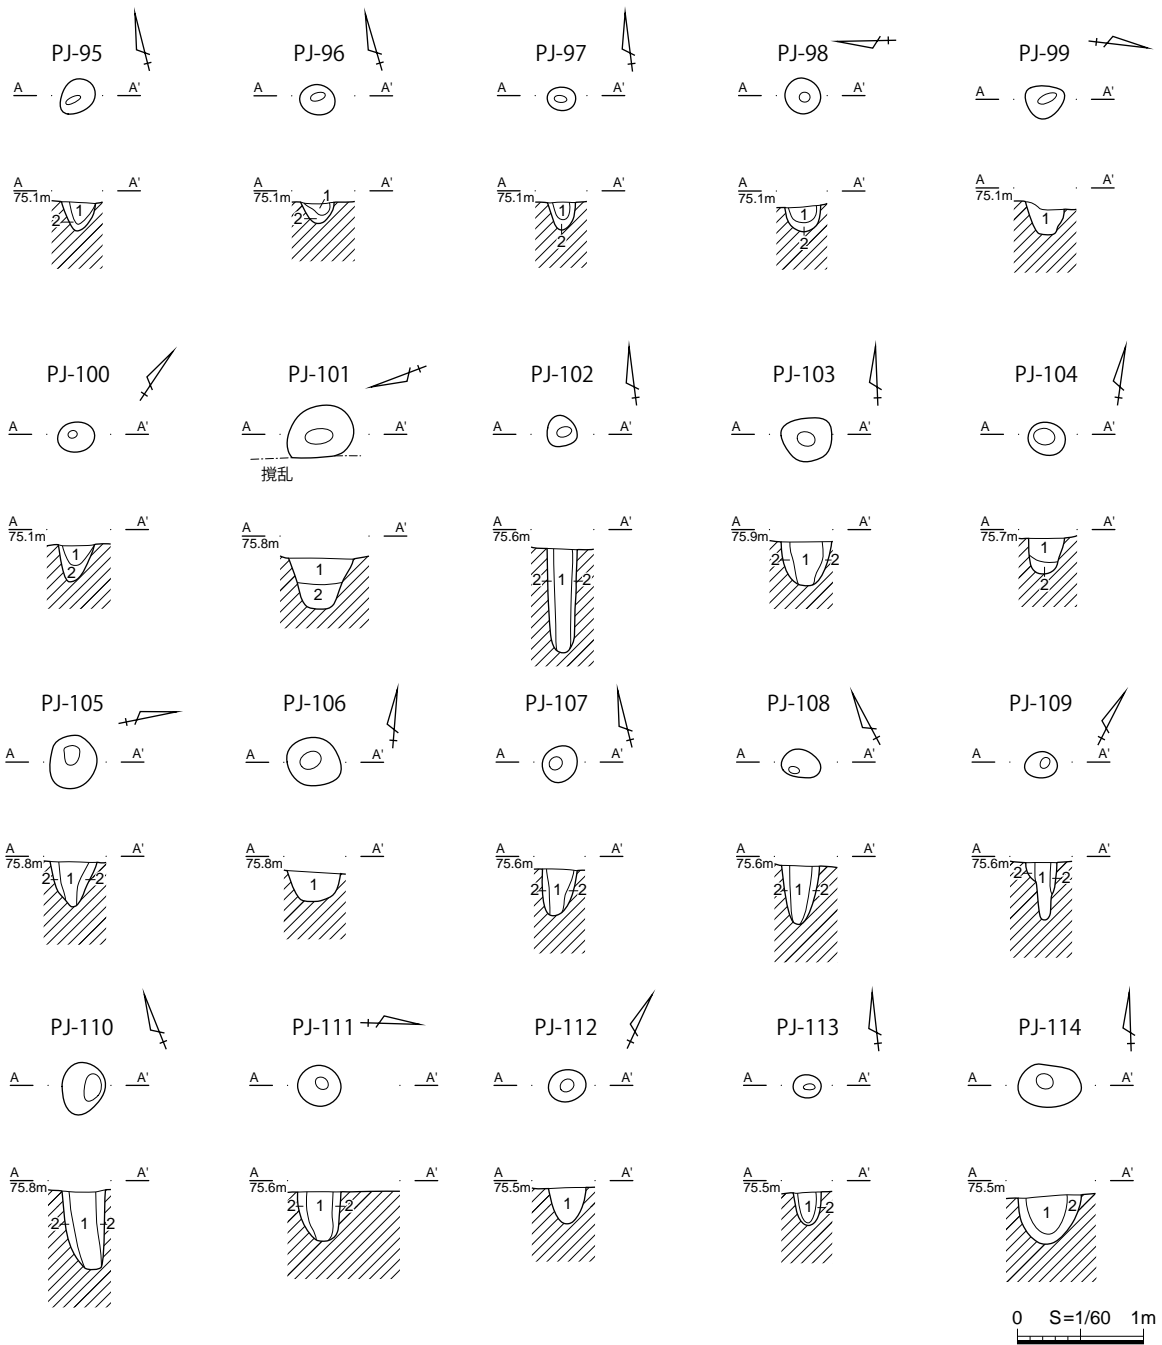 PJ-95 PJ-96 PJ-97 PJ-98 PJ-99
A A' A A' A A' A A' A A'
A A' A A' A A' A A' A A'
75.1m 75.1m 75.1m 75.1m 75.1m
1 2 1 2 1 2 1 2 1
PJ-100 PJ-101 PJ-102 PJ-103 PJ-104
A A' A A' A A' A A' A A'
撹乱
A A' A A' A A' A A' A A'
75.1m 75.8m 75.6m 75.9m 75.7m
1 2 1 2 2 1 2 2 1 2 1 2
PJ-105 PJ-106 PJ-107 PJ-108 PJ-109
A A' A A' A A' A A' A A'
A A' A A' A A' A A' A A'
75.8m 75.8m 75.6m 75.6m 75.6m
2 1 2 1 2 1 2 2 1 2 2 1 2
PJ-110 PJ-111 PJ-112 PJ-113 PJ-114
A A' A A' A A' A A' A A'
A A' A A' A A' A A' A A'
75.8m 75.6m 75.5m 75.5m 75.5m
2 1 2 2 1 2 1 1 2 1 2
0 S=1/60 1m